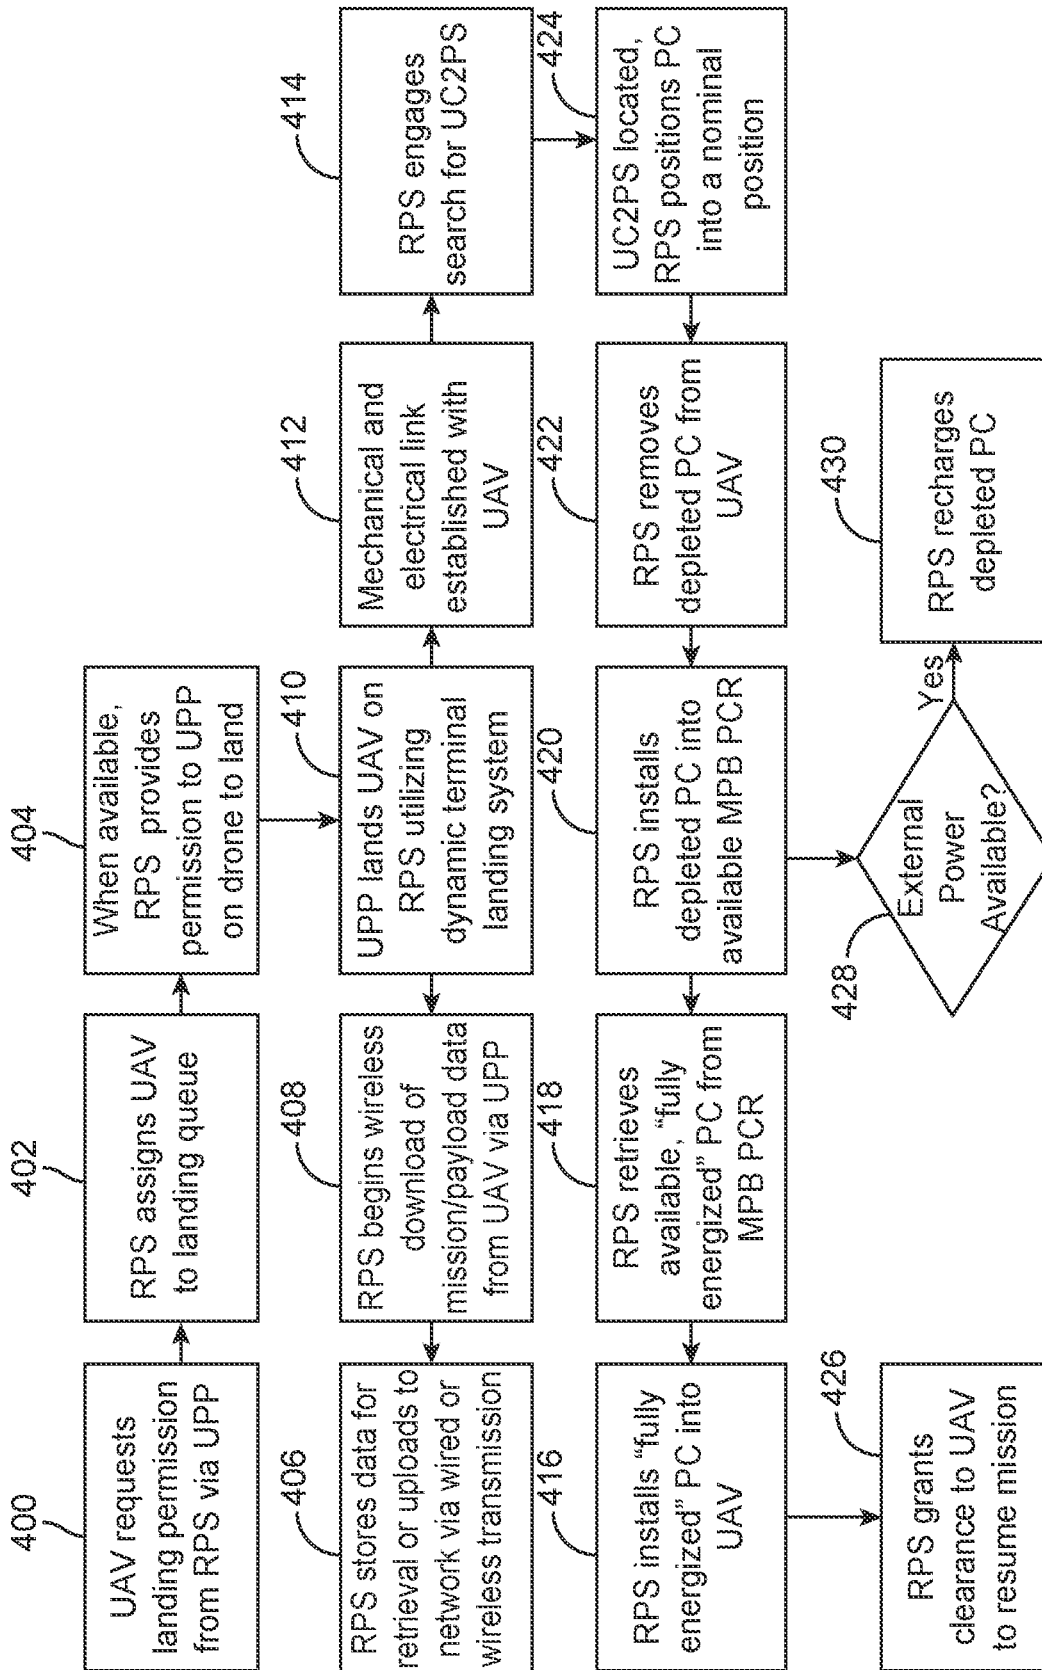 400
UAV requests
landing permission
from RPS via UPP
402
RPS assigns UAV
to landing queue
404
When available,
RPS provides
permission to UPP
on drone to land
406
RPS stores data for
retrieval or uploads to
network via wired or
wireless transmission
408
RPS begins wireless
download of
mission/payload data
from UAV via UPP
410
UPP lands UAV on
RPS utilizing
dynamic terminal
landing system
412
Mechanical and
electrical link
established with
UAV
414
RPS engages
search for UC2PS
416
RPS installs “fully
energized” PC into
UAV
418
RPS retrieves
available, “fully
energized” PC from
MPB PCR
420
RPS installs
depleted PC into
available MPB PCR
422
RPS removes
depleted PC from
UAV
424
UC2PS located,
RPS positions PC
into a nominal
position
426
RPS grants
clearance to UAV
to resume mission
428
External
Power
Available?
Yes
430
RPS recharges
depleted PC